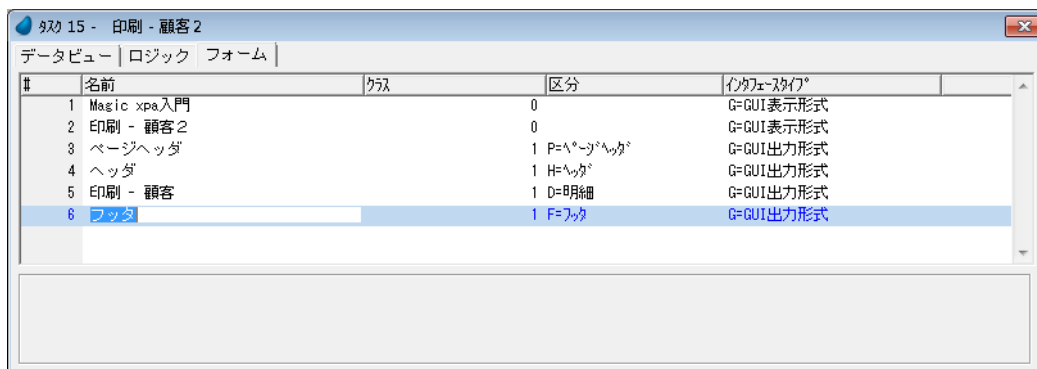 ﾀｽｸ 15 - 印刷 - 顧客２
データビュー ロジック フォーム
# 名前 ｸﾗｽ 区分 ｲﾝﾀﾌｪｰｽﾀｲﾌﾟ
1 Magic xpa入門 0 G=GUI表示形式
2 印刷 - 顧客２ 0 G=GUI表示形式
3 ページヘッダ 1 P=ﾍﾟｰｼﾞﾍｯﾀﾞ G=GUI出力形式
4 ヘッダ 1 H=ﾍｯﾀﾞ G=GUI出力形式
5 印刷 - 顧客 1 D=明細 G=GUI出力形式
6 フッタ 1 F=ﾌｯﾀ G=GUI出力形式